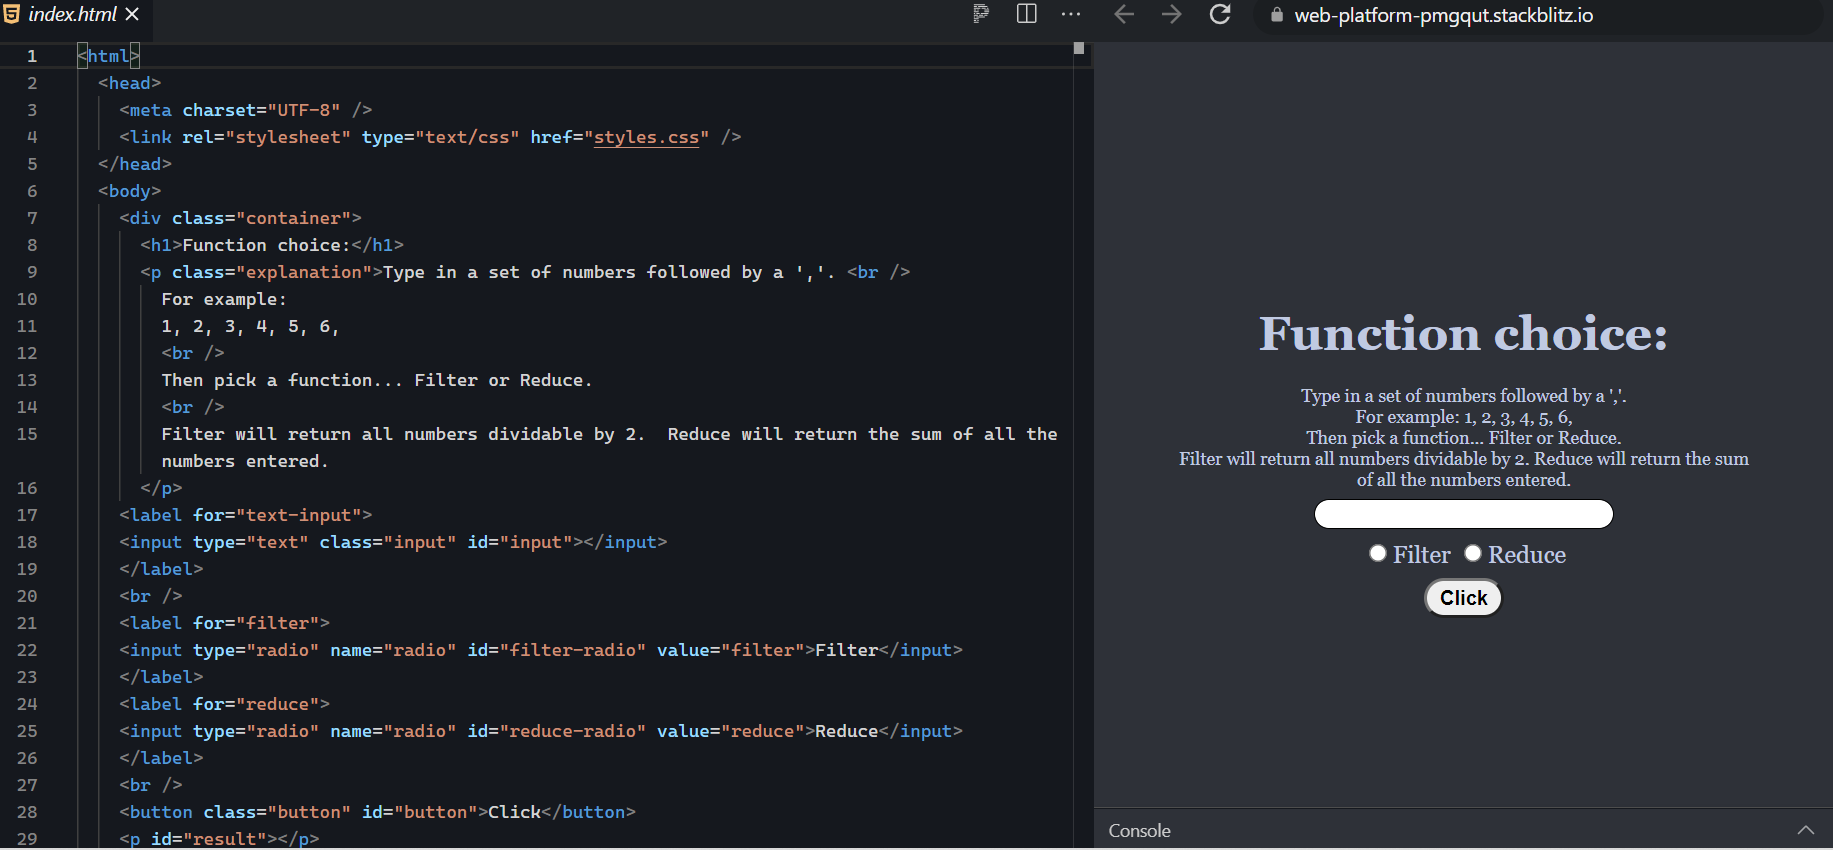 index.html
web-platform-pmgqut.stackblitz.io
1 <html>
2 <head>
3 <meta charset="UTF-8" />
4 <link rel="stylesheet" type="text/css" href="styles.css" />
5 </head>
6 <body>
7 <div class="container">
8 <h1>Function choice:</h1>
9 <p class="explanation">Type in a set of numbers followed by a ','. <br />
10 For example:
11 1, 2, 3, 4, 5, 6,
12 <br />
13 Then pick a function... Filter or Reduce.
14 <br />
15 Filter will return all numbers dividable by 2.  Reduce will return the sum of all the
numbers entered.
16 </p>
17 <label for="text-input">
18 <input type="text" class="input" id="input"></input>
19 </label>
20 <br />
21 <label for="filter">
22 <input type="radio" name="radio" id="filter-radio" value="filter">Filter</input>
23 </label>
24 <label for="reduce">
25 <input type="radio" name="radio" id="reduce-radio" value="reduce">Reduce</input>
26 </label>
27 <br />
28 <button class="button" id="button">Click</button>
29 <p id="result"></p>
Function choice:
Type in a set of numbers followed by a ','.
For example: 1, 2, 3, 4, 5, 6,
Then pick a function... Filter or Reduce.
Filter will return all numbers dividable by 2. Reduce will return the sum
of all the numbers entered.
Filter Reduce
Click
Console